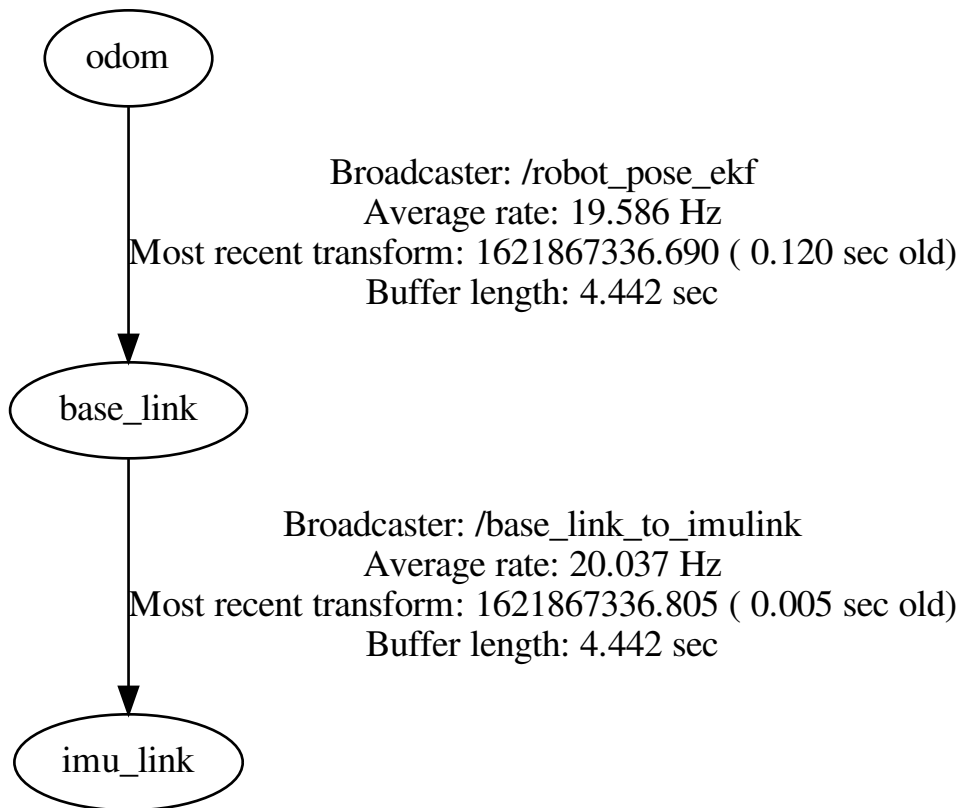 odom
Broadcaster: /robot_pose_ekf
Average rate: 19.586 Hz
Most recent transform: 1621867336.690 ( 0.120 sec old)
Buffer length: 4.442 sec
base_link
Broadcaster: /base_link_to_imulink
Average rate: 20.037 Hz
Most recent transform: 1621867336.805 ( 0.005 sec old)
Buffer length: 4.442 sec
imu_link